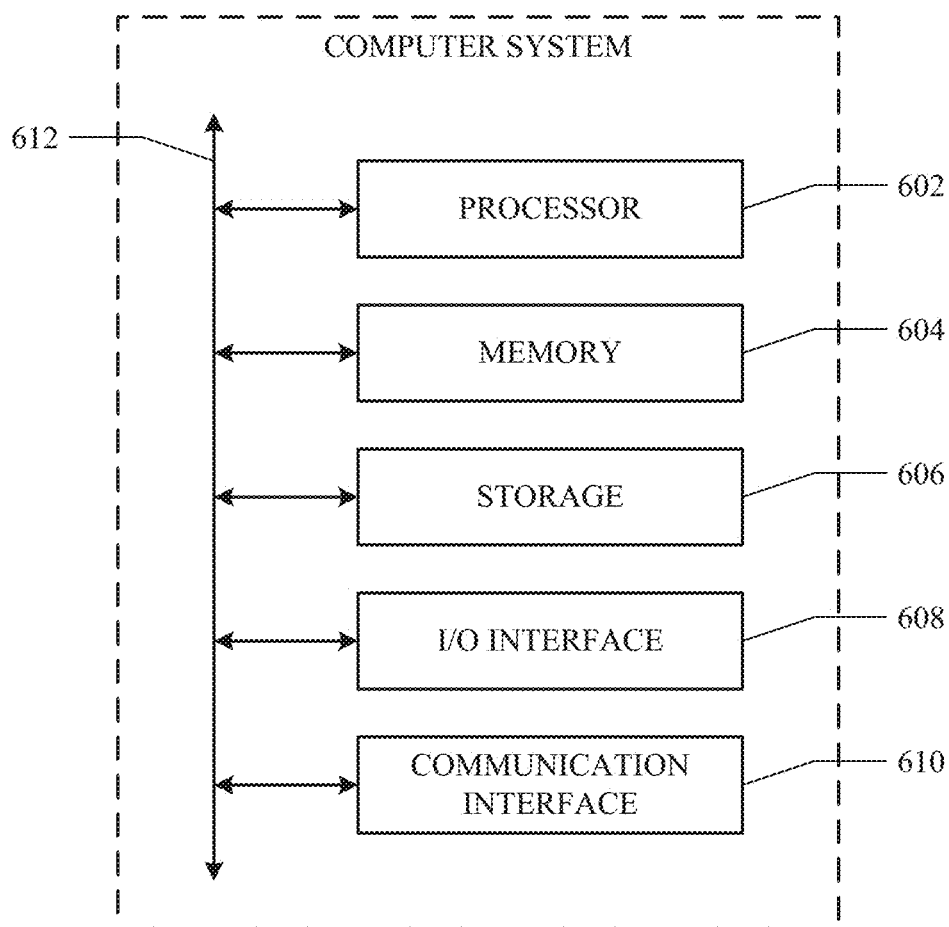 COMPUTER SYSTEM
612
PROCESSOR
602
MEMORY
604
STORAGE
606
I/O INTERFACE
608
COMMUNICATION
INTERFACE
610